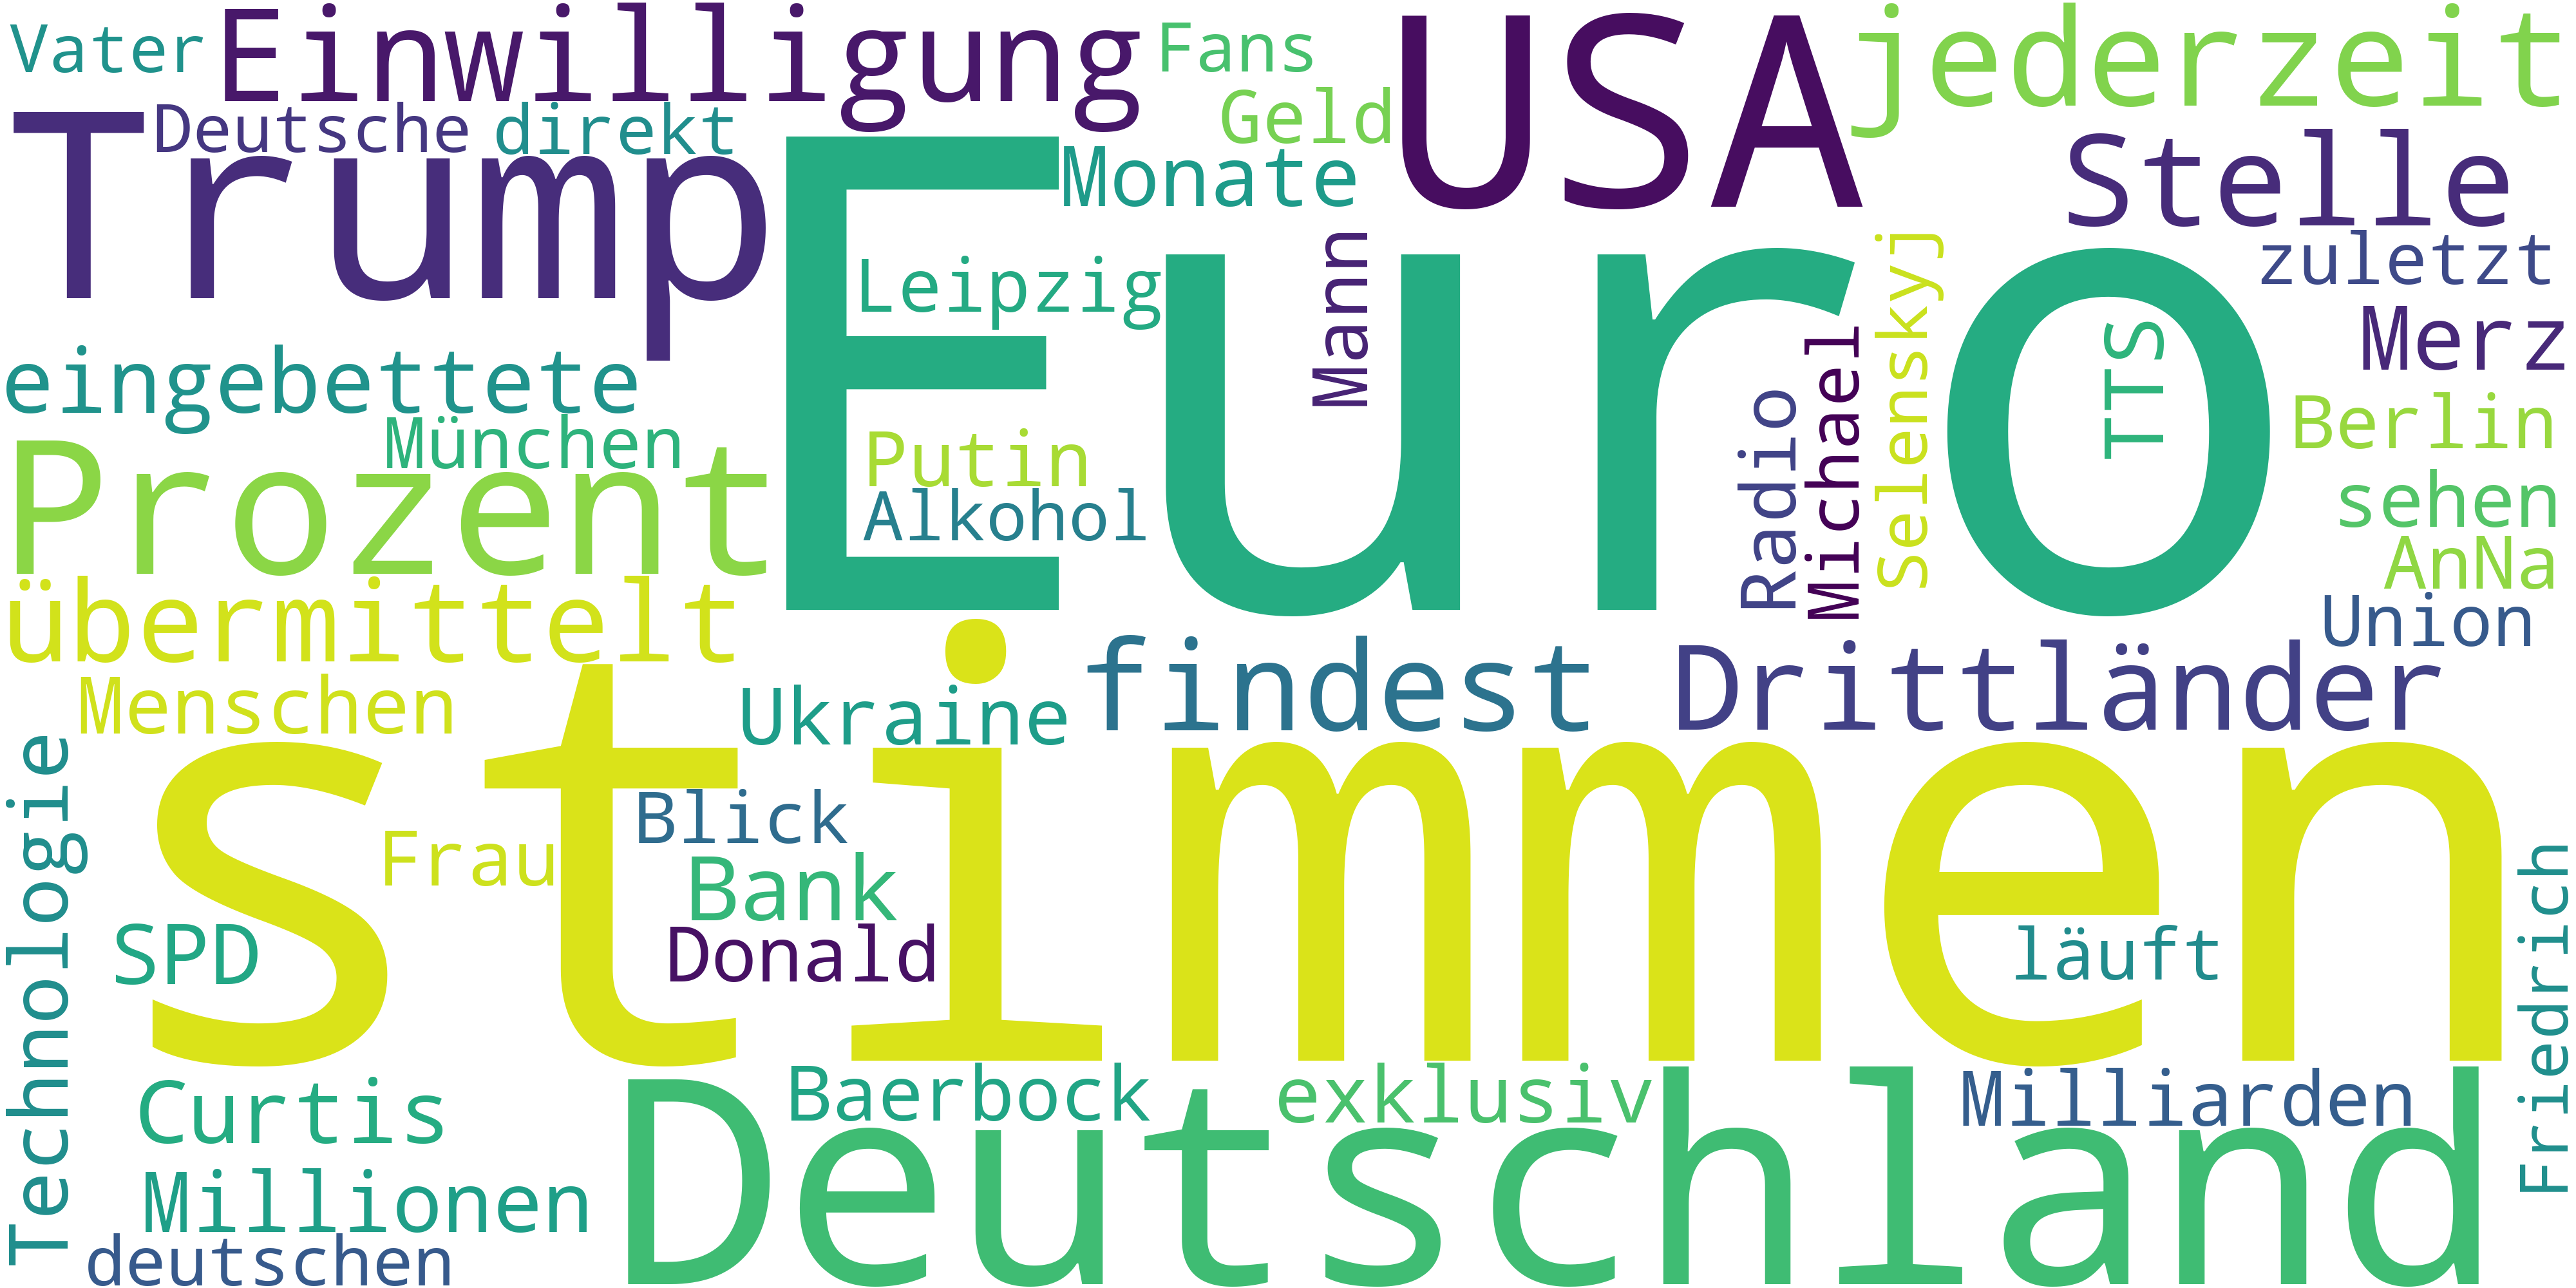 Vater
Einwilligung
Fans
USA
jederzeit
Trump
Deutsche
direkt
Geld
Monate
Stelle
Euro
Leipzig
Mann
Selenskyj
zuletzt
eingebettete
München
Putin
Radio
Michael
TTS
Merz
Berlin
Prozent
Alkohol
sehen
AnNa
übermittelt
Union
Menschen
Ukraine
findest
Drittländer
stimmen
Technologie
Frau
Blick
Bank
SPD
Donald
läuft
Friedrich
Curtis
Baerbock
exklusiv
Milliarden
Millionen
Deutschland
deutschen